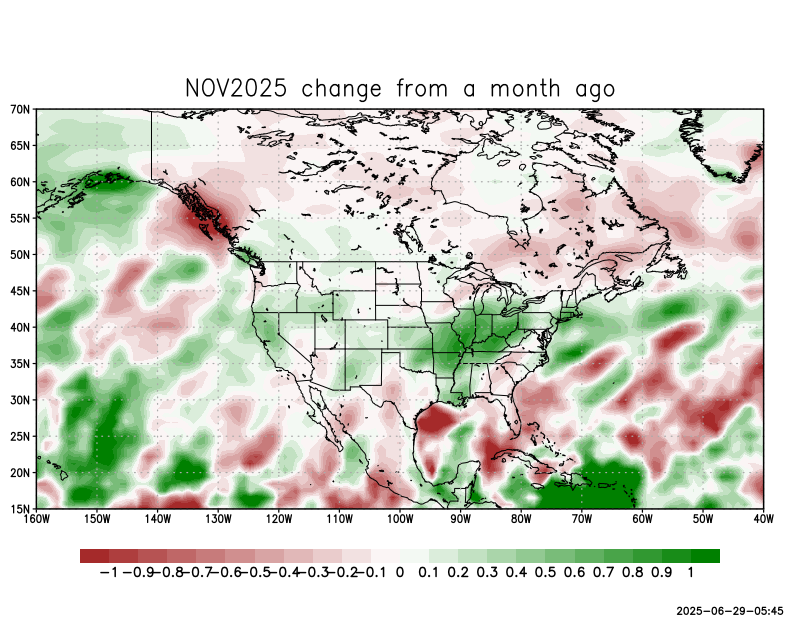 NOV2025 change from a month ago
70N
65N
60N
55N
50N
45N
40N
35N
30N
25N
20N
15N
160W 150W 140W 130W 120W 110W 100W 90W 80W 70W 60W 50W 40W
-1 -0.9 -0.8 -0.7 -0.6 -0.5 -0.4 -0.3 -0.2 -0.1 0 0.1 0.2 0.3 0.4 0.5 0.6 0.7 0.8 0.9 1
2025-06-29-05:45